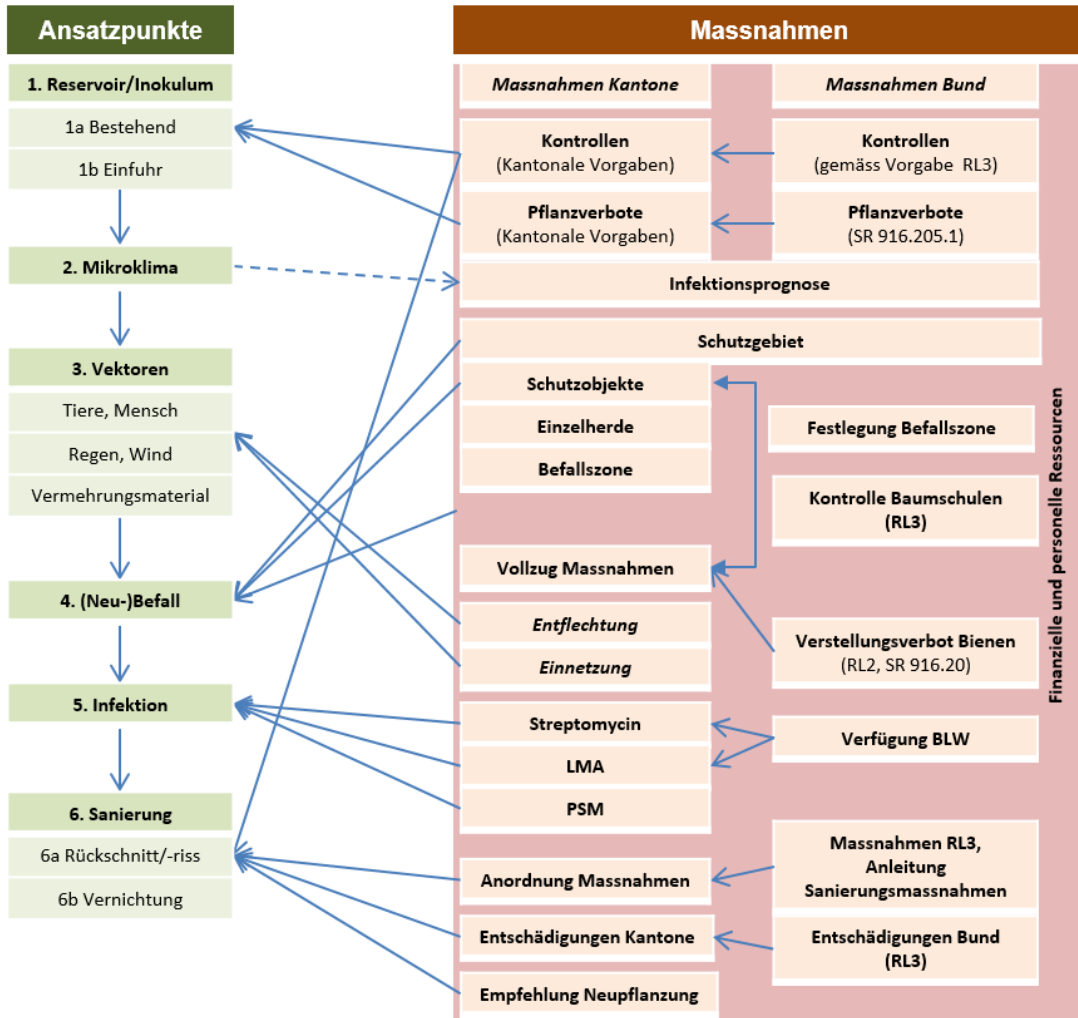 Ansatzpunkte
1. Reservoir/Inokulum
1a Bestehend
1b Einfuhr
2. Mikroklima
3. Vektoren
Tiere, Mensch
Regen, Wind
Vermehrungsmaterial
4. (Neu-)Befall
5. Infektion
6. Sanierung
6a Rückschnitt/-riss
6b Vernichtung
Massnahmen
Massnahmen Kantone
Massnahmen Bund
Kontrollen
(Kantonale Vorgaben)
Kontrollen
(gemäss Vorgabe RL3)
Pflanzverbote
(Kantonale Vorgaben)
Pflanzverbote
(SR 916.205.1)
Infektionsprognose
Schutzgebiet
Schutzobjekte
Einzelherde
Befallszone
Festlegung Befallszone
Kontrolle Baumschulen
(RL3)
Vollzug Massnahmen
Entflechtung
Einnetzung
Verstellungsverbot Bienen
(RL2, SR 916.20)
Streptomycin
LMA
PSM
Verfügung BLW
Anordnung Massnahmen
Massnahmen RL3,
Anleitung
Sanierungsmassnahmen
Entschädigungen Kantone
Entschädigungen Bund
(RL3)
Empfehlung Neupflanzung
Finanzielle und personelle Ressourcen